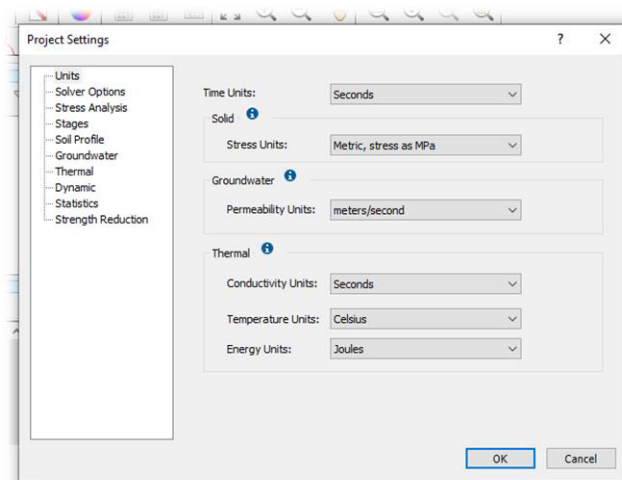 Project Settings
?
Units
Solver Options
Stress Analysis
Stages
Soil Profile
Groundwater
Thermal
Dynamic
Statistics
Strength Reduction
Time Units: Seconds
Solid
Stress Units: Metric, stress as MPa
Groundwater
Permeability Units: meters/second
Thermal
Conductivity Units: Seconds
Temperature Units: Celsius
Energy Units: Joules
OK Cancel